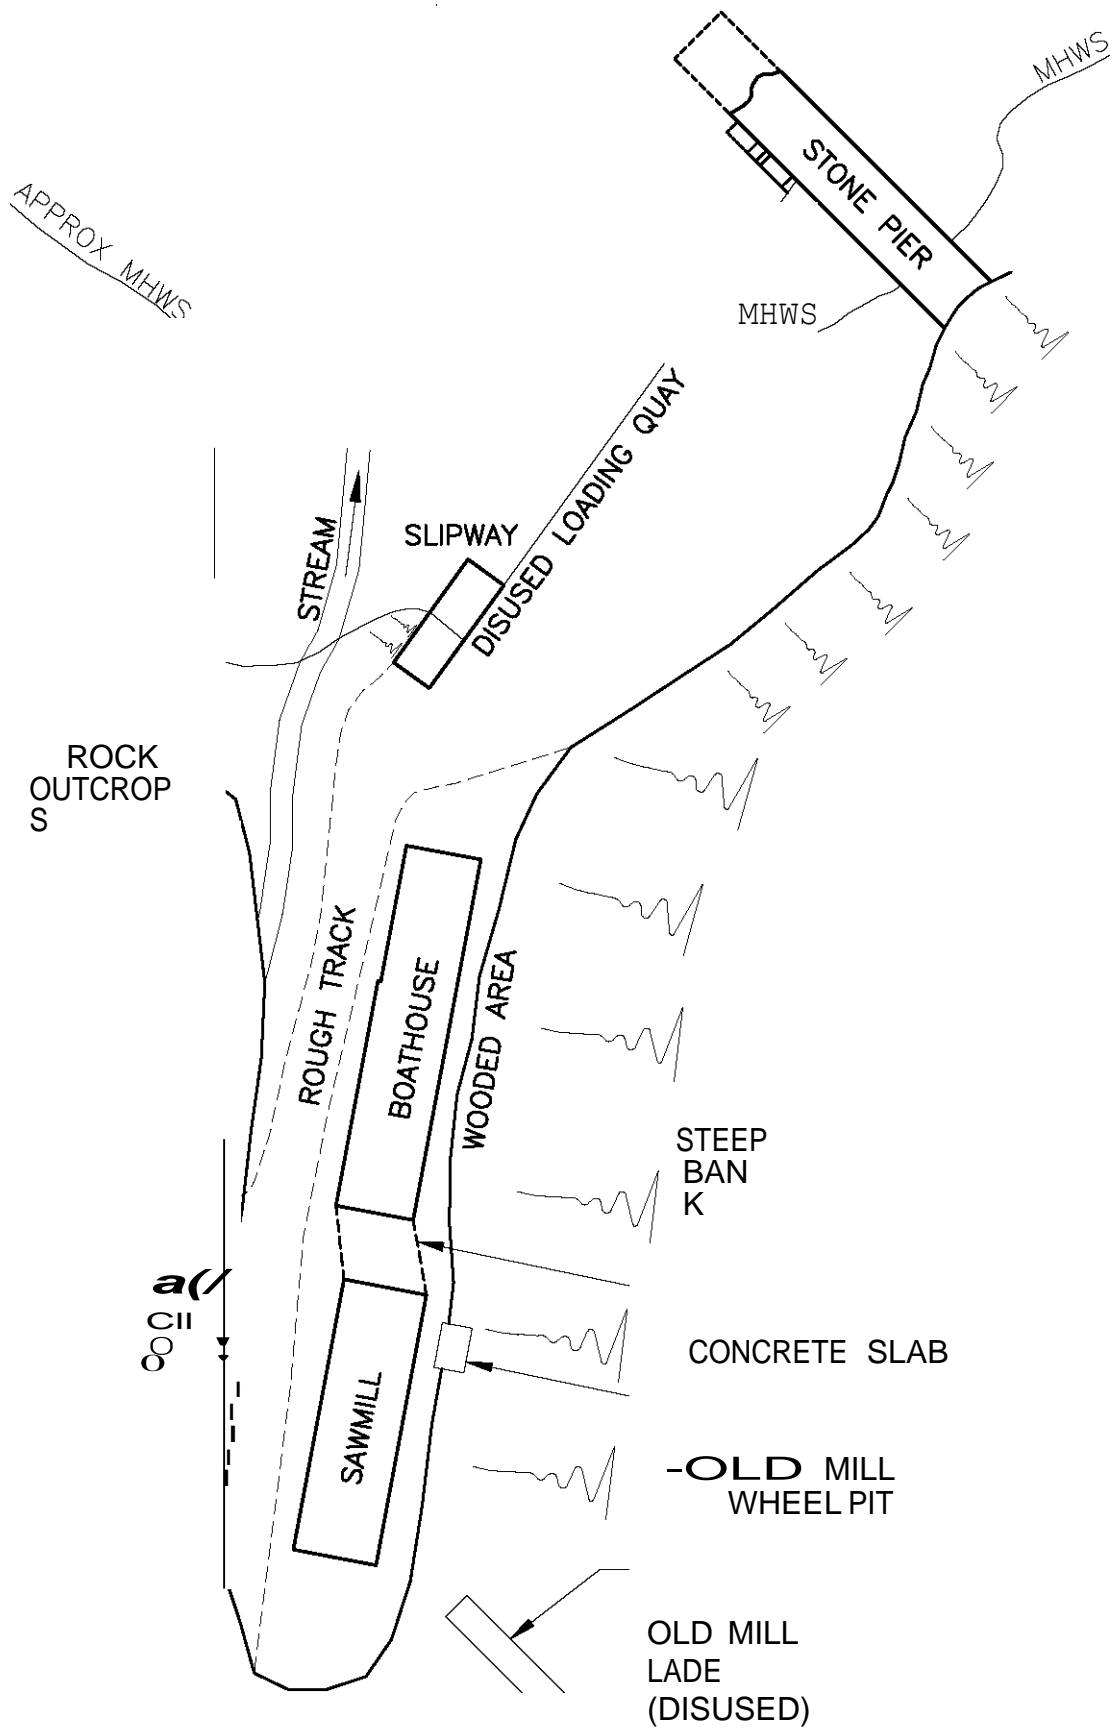 MHWS
STONE PIER
APPROX MHWS
MHWS
DISUSED LOADING QUAY
SLIPWAY
STREAM
ROCK
OUTCROP
S
ROUGH TRACK
BOATHOUSE
WOODED AREA
STEEP
BAN
K
a(/
CII
O
O
CONCRETE SLAB
SAWMILL
-OLD MILL
WHEEL PIT
OLD MILL
LADE
(DISUSED)